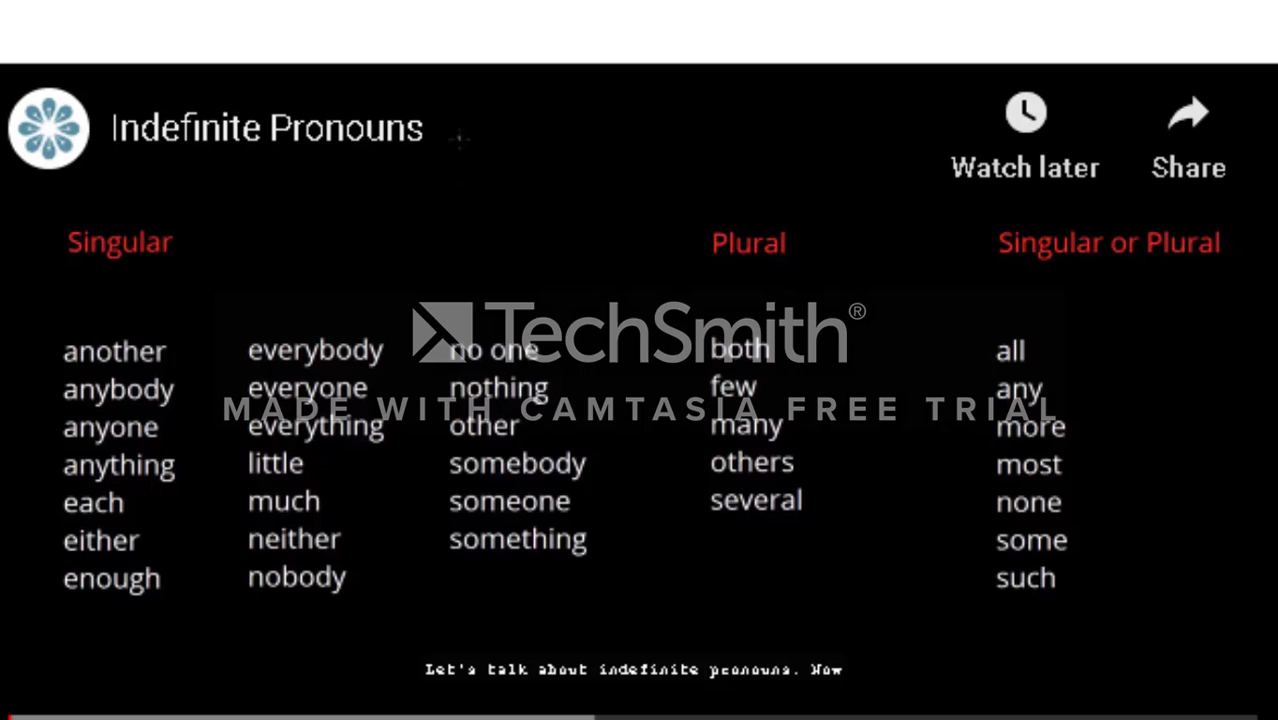 Indefinite Pronouns
Watch later
Share
Singular
Plural
Singular or Plural
TechSmith®
MADE WITH CAMTASIA FREE TRIAL
another everybody no one both all
anybody everyone nothing few any
anyone everything other many more
anything little somebody others most
each much someone several none
either neither something some
enough nobody such
Let's talk about indefinite pronouns. Now